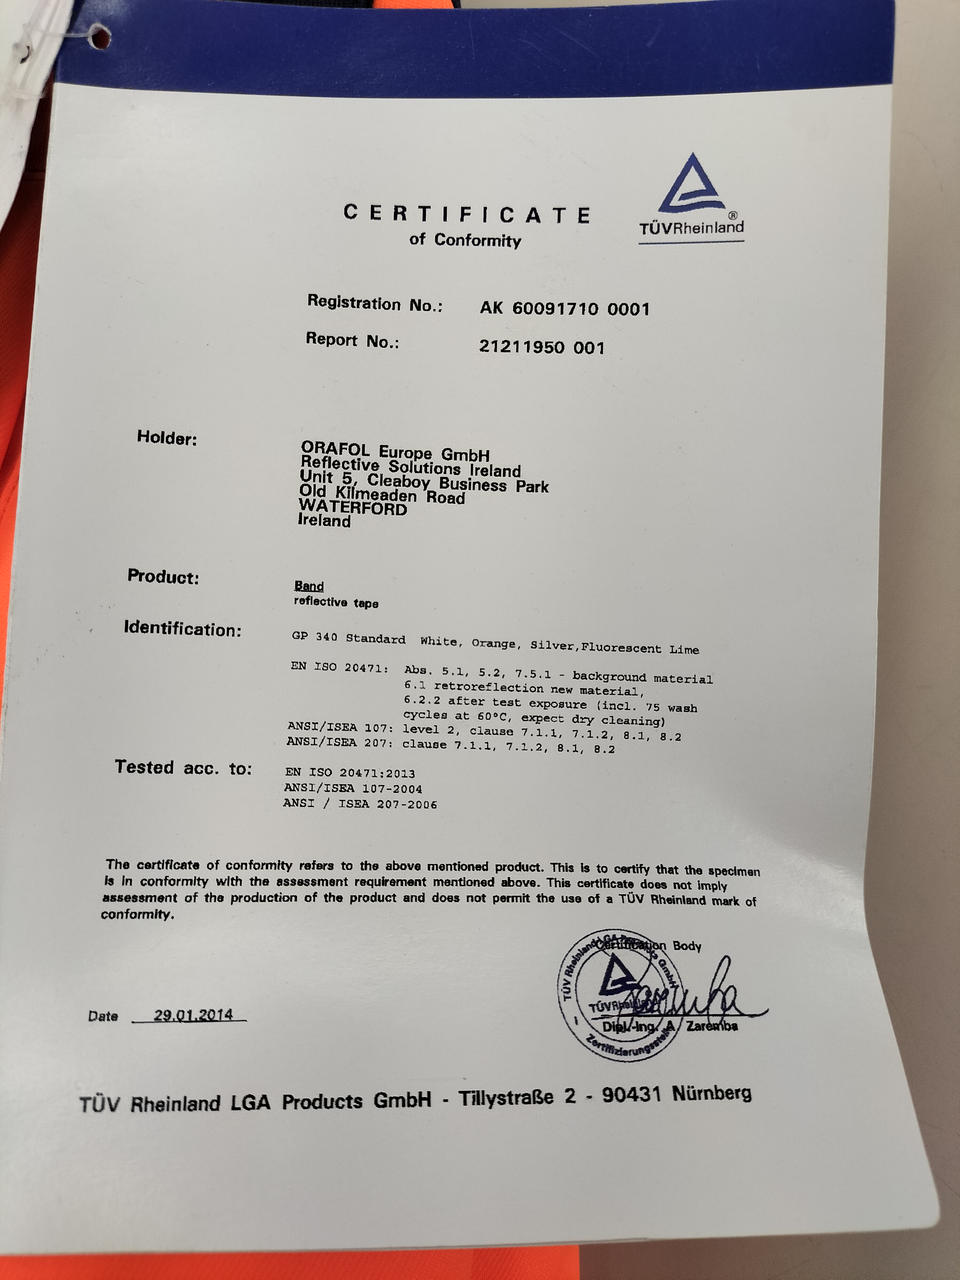 CERTIFICATE
of Conformity
®
TÜVRheinland
Registration No.: AK 60091710 0001
Report No.: 21211950 001
Holder: ORAFOL Europe GmbH
Reflective Solutions Ireland
Unit 5, Cleaboy Business Park
Old Kilmeaden Road
WATERFORD
Ireland
Product: Band
reflective tape
Identification: GP 340 Standard White, Orange, Silver,Fluorescent Lime
EN ISO 20471: Abs. 5.1, 5.2, 7.5.1 - background material
6.1 retroreflection new material,
6.2.2 after test exposure (incl. 75 wash
cycles at 60°C, expect dry cleaning)
ANSI/ISEA 107: level 2, clause 7.1.1, 7.1.2, 8.1, 8.2
ANSI/ISEA 207: clause 7.1.1, 7.1.2, 8.1, 8.2
Tested acc. to: EN ISO 20471:2013
ANSI/ISEA 107-2004
ANSI / ISEA 207-2006
The certificate of conformity refers to the above mentioned product. This is to certify that the specimen
is in conformity with the assessment requirement mentioned above. This certificate does not imply
assessment of the production of the product and does not permit the use of a TÜV Rheinland mark of
conformity.
Certification Body
TÜV Rheinland LGA Products GmbH
TÜVRheinland
Zertifizierungsstelle
Dipl.-Ing. A. Zaremba
Date 29.01.2014
TÜV Rheinland LGA Products GmbH - Tillystraße 2 - 90431 Nürnberg